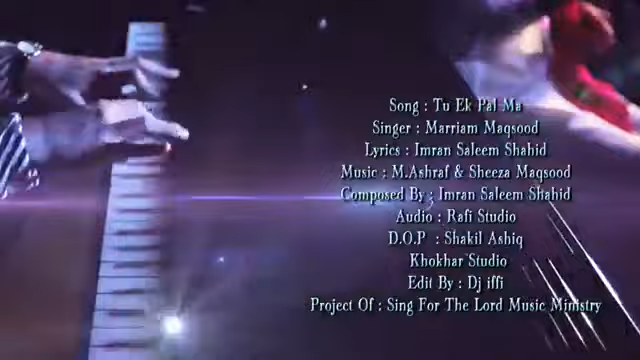 Song : Tu Ek Pal Ma
Singer : Marriam Maqsood
Lyrics : Imran Saleem Shahid
Music : M.Ashraf & Sheeza Maqsood
Composed By : Imran Saleem Shahid
Audio : Rafi Studio
D.O.P : Shakil Ashiq
Khokhar Studio
Edit By : Dj iffi
Project Of : Sing For The Lord Music Ministry